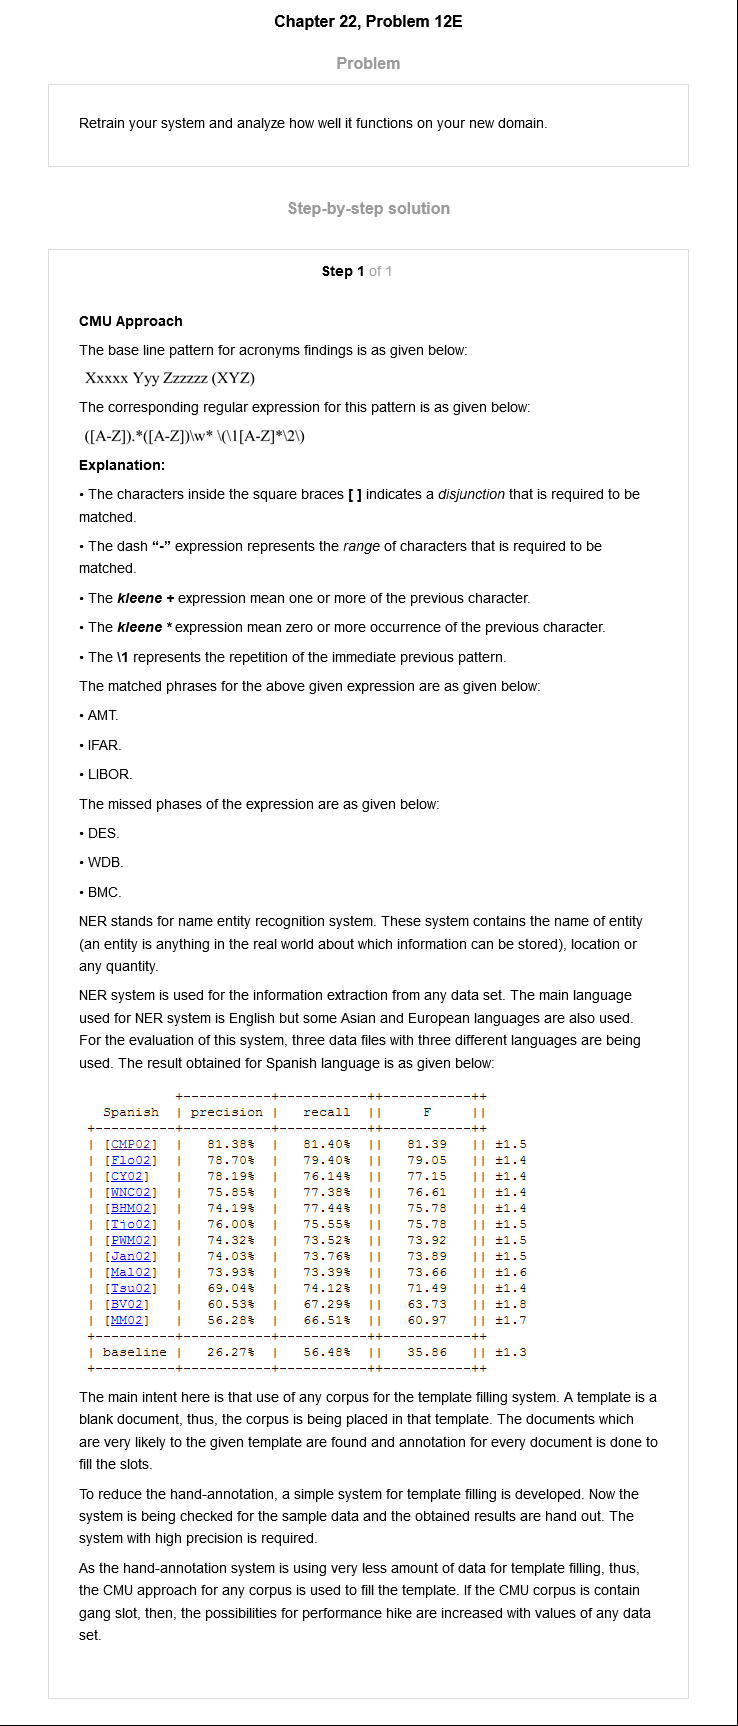 Chapter 22, Problem 12E
Problem
Retrain your system and analyze how well it functions on your new domain.
Step-by-step solution
Step 1 of 1
CMU Approach
The base line pattern for acronyms findings is as given below:
Xxxxx Yyy Zzzzzz (XYZ)
The corresponding regular expression for this pattern is as given below:
([A-Z]).*([A-Z])\w* \(\1[A-Z]*\2\)
Explanation:
• The characters inside the square braces [ ] indicates a disjunction that is required to be
matched.
• The dash “-” expression represents the range of characters that is required to be
matched.
• The kleene + expression mean one or more of the previous character.
• The kleene * expression mean zero or more occurrence of the previous character.
• The \1 represents the repetition of the immediate previous pattern.
The matched phrases for the above given expression are as given below:
• AMT.
• IFAR.
• LIBOR.
The missed phases of the expression are as given below:
• DES.
• WDB.
• BMC.
NER stands for name entity recognition system. These system contains the name of entity
(an entity is anything in the real world about which information can be stored), location or
any quantity.
NER system is used for the information extraction from any data set. The main language
used for NER system is English but some Asian and European languages are also used.
For the evaluation of this system, three data files with three different languages are being
used. The result obtained for Spanish language is as given below:
+-----------+-----------++-----------++
Spanish | precision | recall || F ||
+----------+-----------+-----------++-----------++
| [CMP02] | 81.38% | 81.40% || 81.39 || ±1.5
| [Flo02] | 78.70% | 79.40% || 79.05 || ±1.4
| [CY02] | 78.19% | 76.14% || 77.15 || ±1.4
| [WNC02] | 75.85% | 77.38% || 76.61 || ±1.4
| [BHM02] | 74.19% | 77.44% || 75.78 || ±1.4
| [Tjo02] | 76.00% | 75.55% || 75.78 || ±1.5
| [PWM02] | 74.32% | 73.52% || 73.92 || ±1.5
| [Jan02] | 74.03% | 73.76% || 73.89 || ±1.5
| [Mal02] | 73.93% | 73.39% || 73.66 || ±1.6
| [Tsu02] | 69.04% | 74.12% || 71.49 || ±1.4
| [BV02] | 60.53% | 67.29% || 63.73 || ±1.8
| [MM02] | 56.28% | 66.51% || 60.97 || ±1.7
+----------+-----------+-----------++-----------++
| baseline | 26.27% | 56.48% || 35.86 || ±1.3
+----------+-----------+-----------++-----------++
The main intent here is that use of any corpus for the template filling system. A template is a
blank document, thus, the corpus is being placed in that template. The documents which
are very likely to the given template are found and annotation for every document is done to
fill the slots.
To reduce the hand-annotation, a simple system for template filling is developed. Now the
system is being checked for the sample data and the obtained results are hand out. The
system with high precision is required.
As the hand-annotation system is using very less amount of data for template filling, thus,
the CMU approach for any corpus is used to fill the template. If the CMU corpus is contain
gang slot, then, the possibilities for performance hike are increased with values of any data
set.